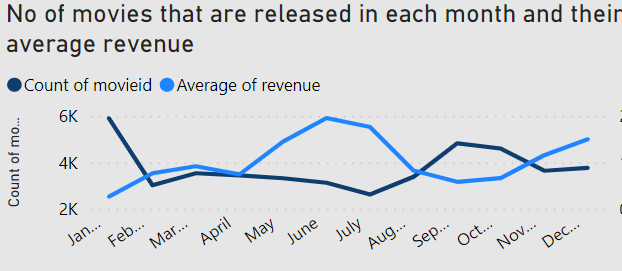 No of movies that are released in each month and their
average revenue
Count of movieid Average of revenue
6K
4K
2K
Count of mo...
Jan... Feb... Mar... April May June July Aug... Sep... Oct... Nov... Dec...